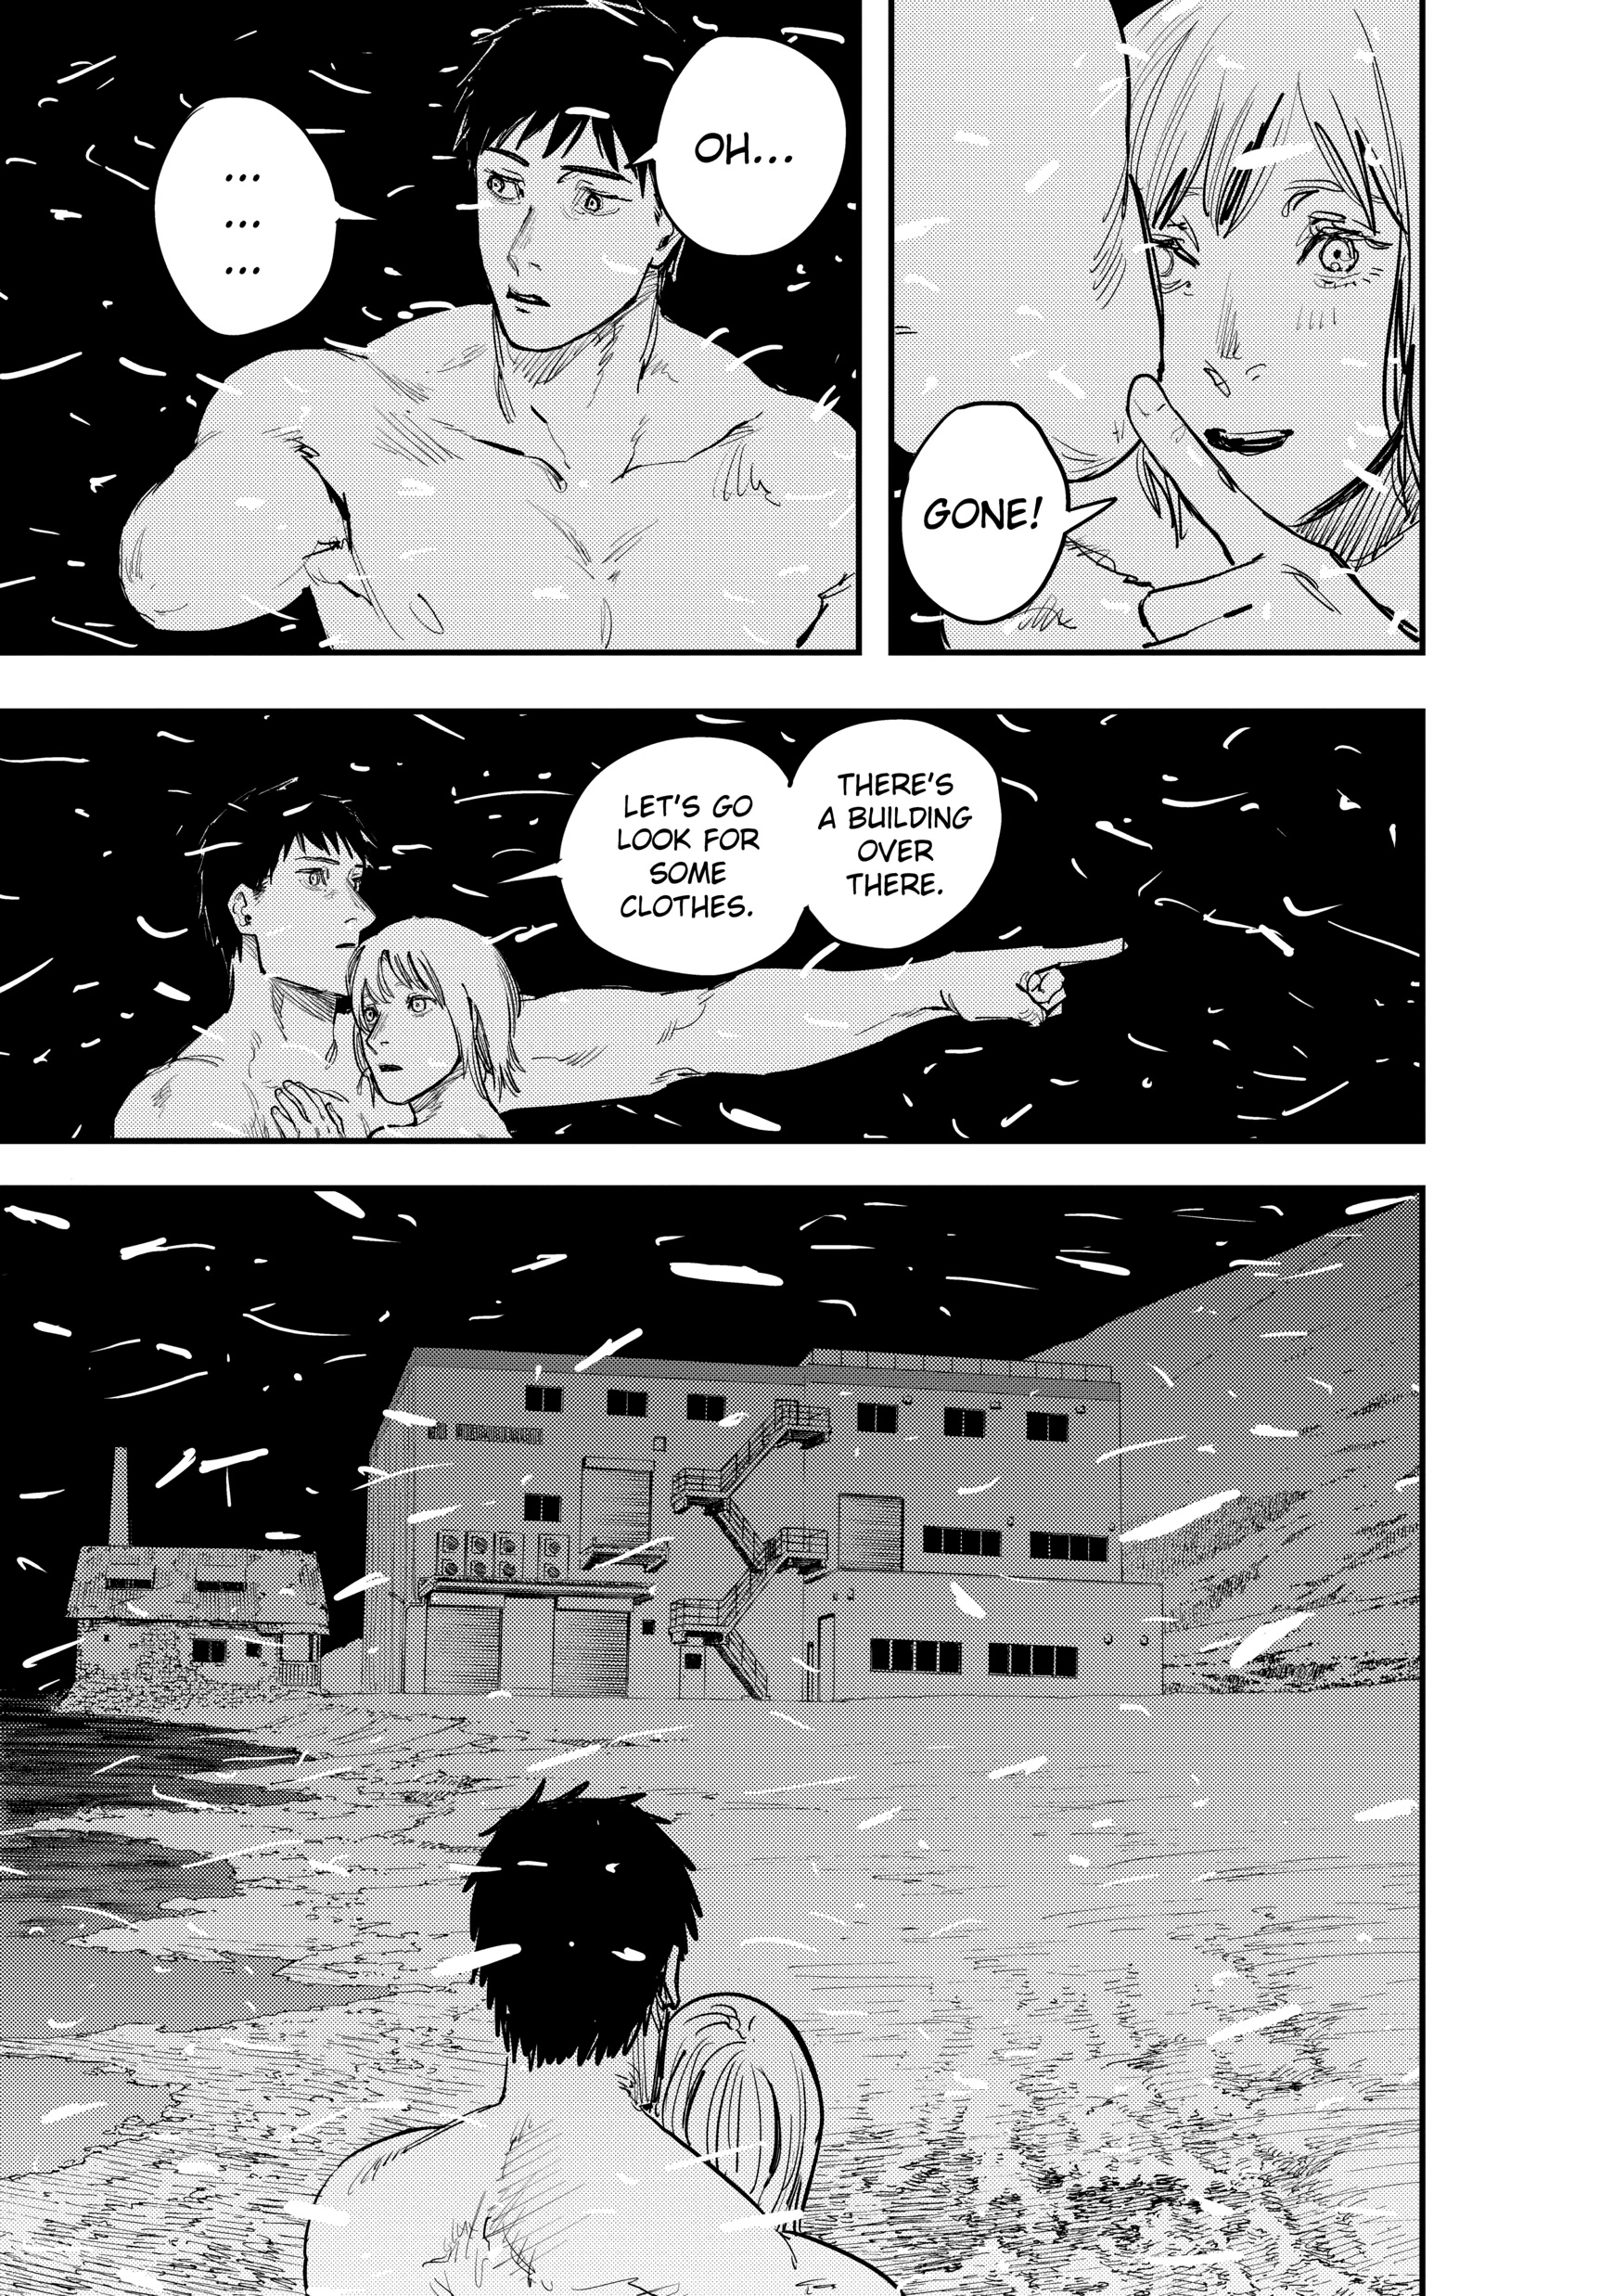 GONE!
OH...
...
...
...
THERE'S
A BUILDING
OVER
THERE.
LET'S GO
LOOK FOR
SOME
CLOTHES.